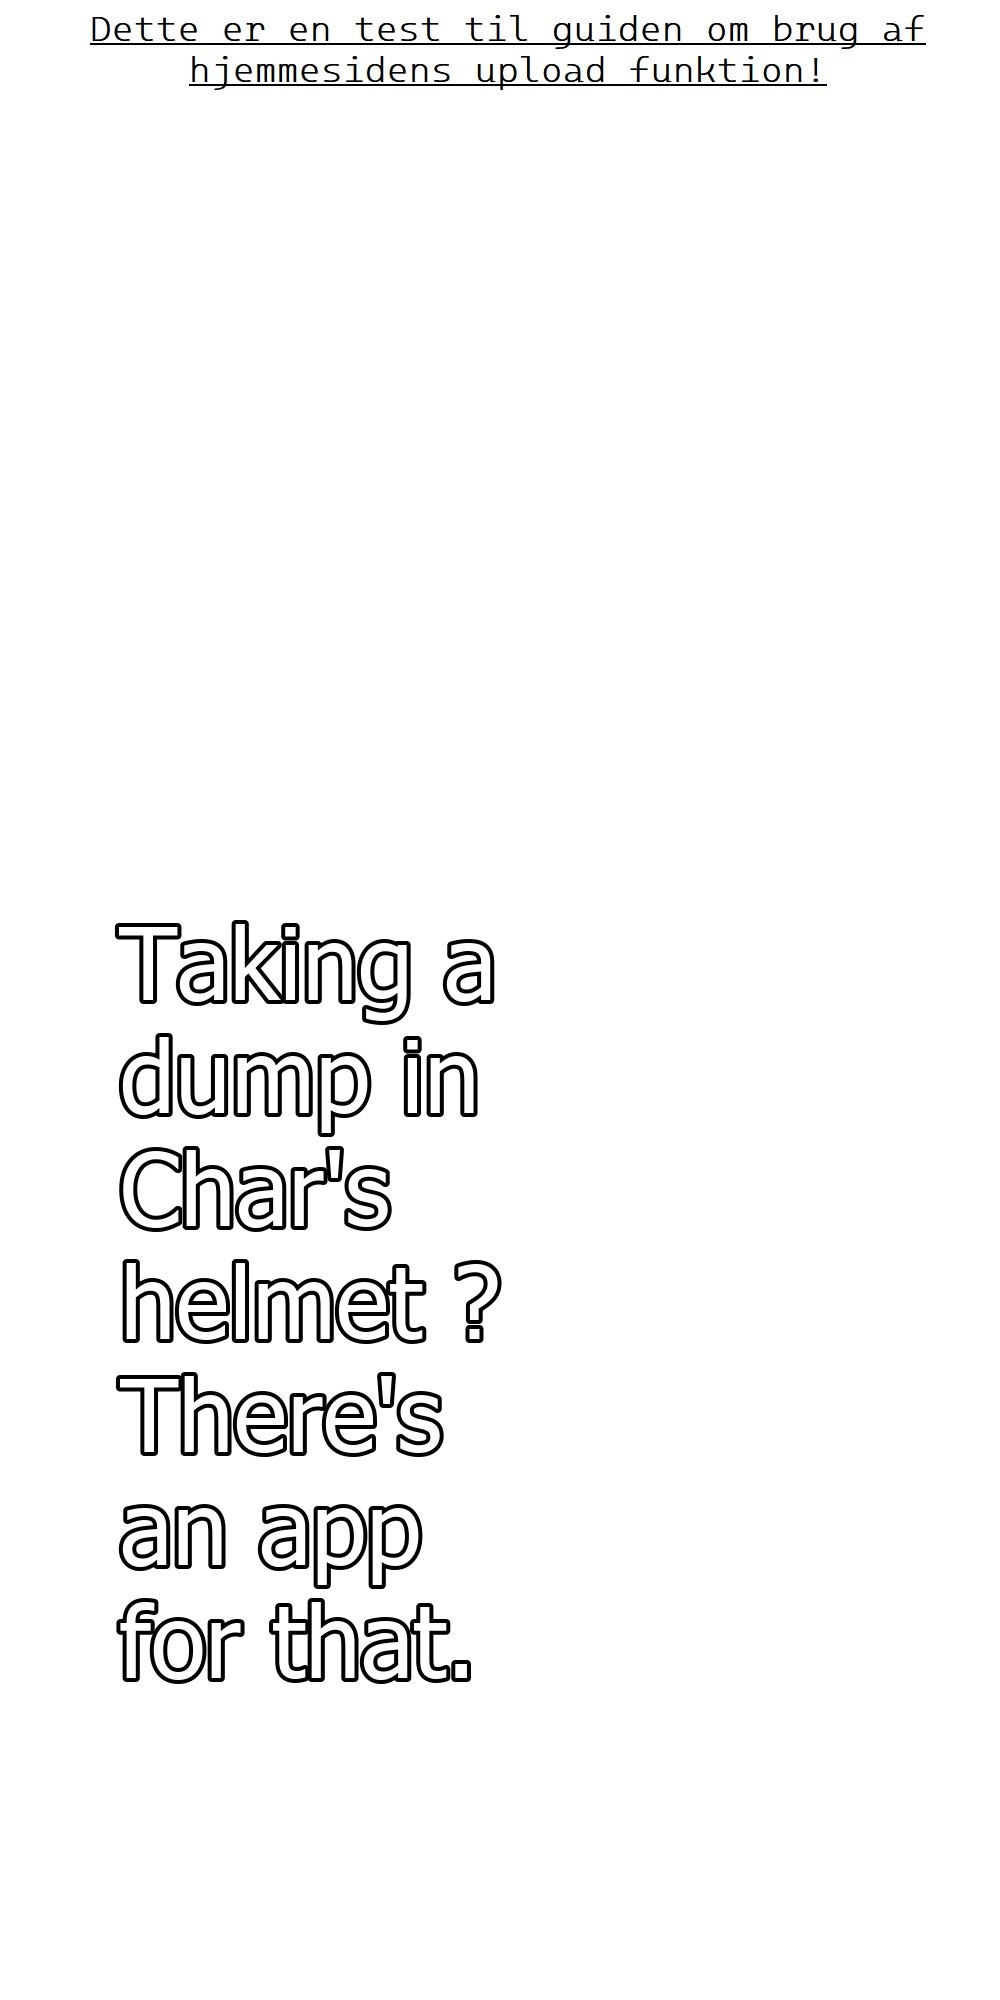 Dette er en test til guiden om brug af
hjemmesidens upload funktion!
Taking a
dump in
Char's
helmet ?
There's
an app
for that.